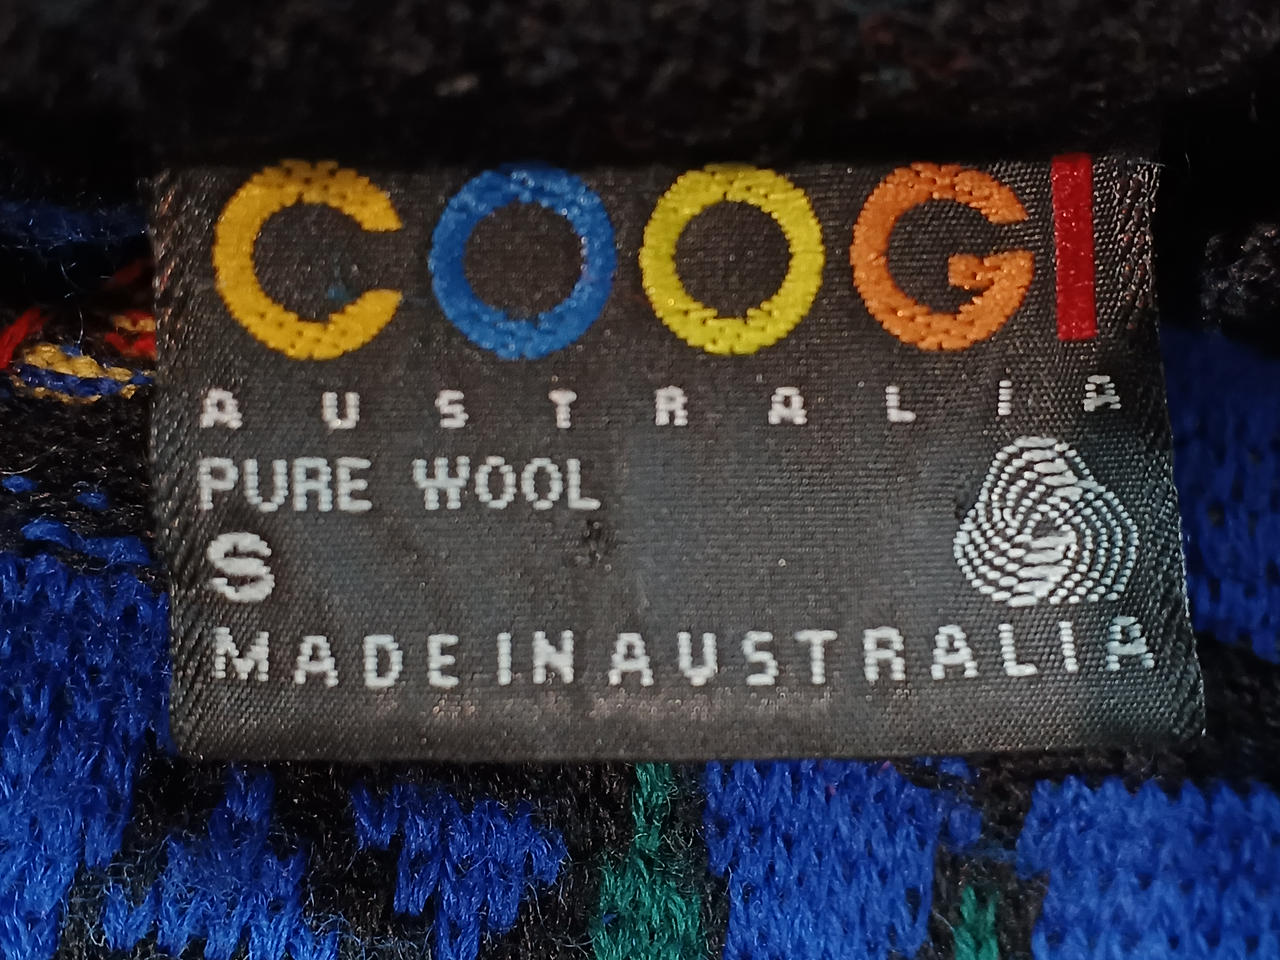 COOGI
AUSTRALIA
PURE WOOL
S
MADE IN AUSTRALIA